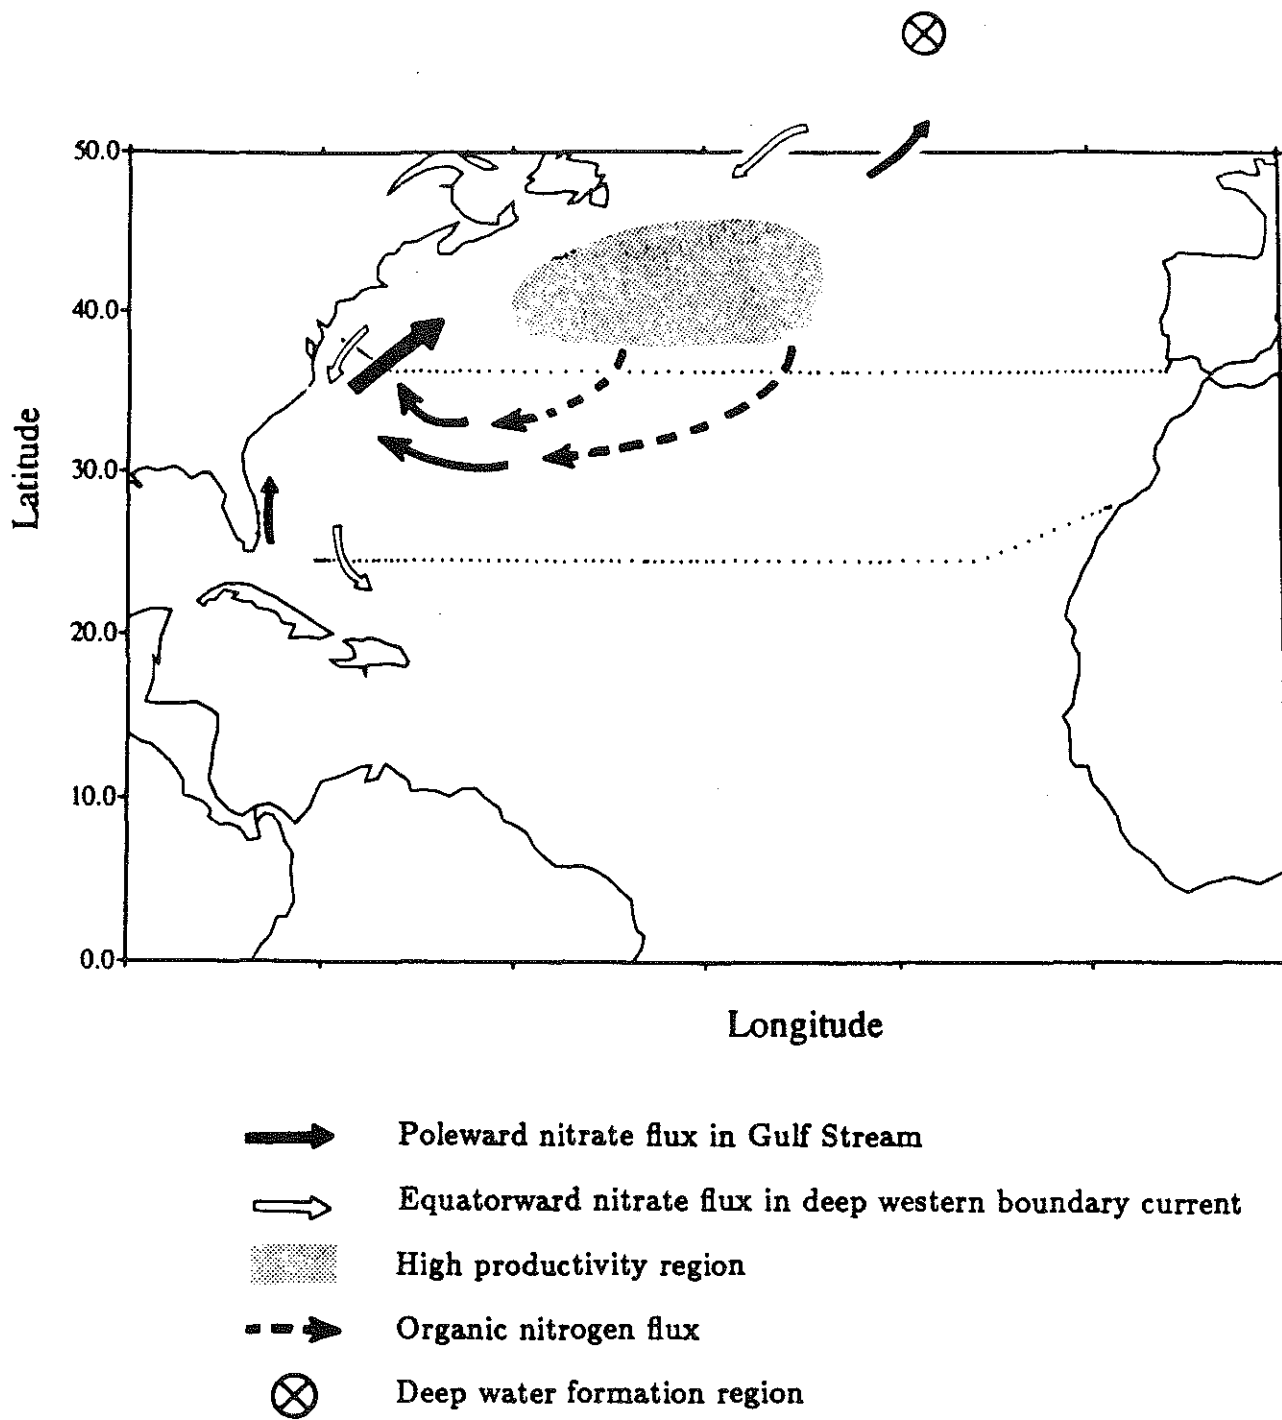 50.0
40.0
30.0
20.0
10.0
0.0
Latitude
Longitude
Poleward nitrate flux in Gulf Stream
Equatorward nitrate flux in deep western boundary current
High productivity region
Organic nitrogen flux
Deep water formation region